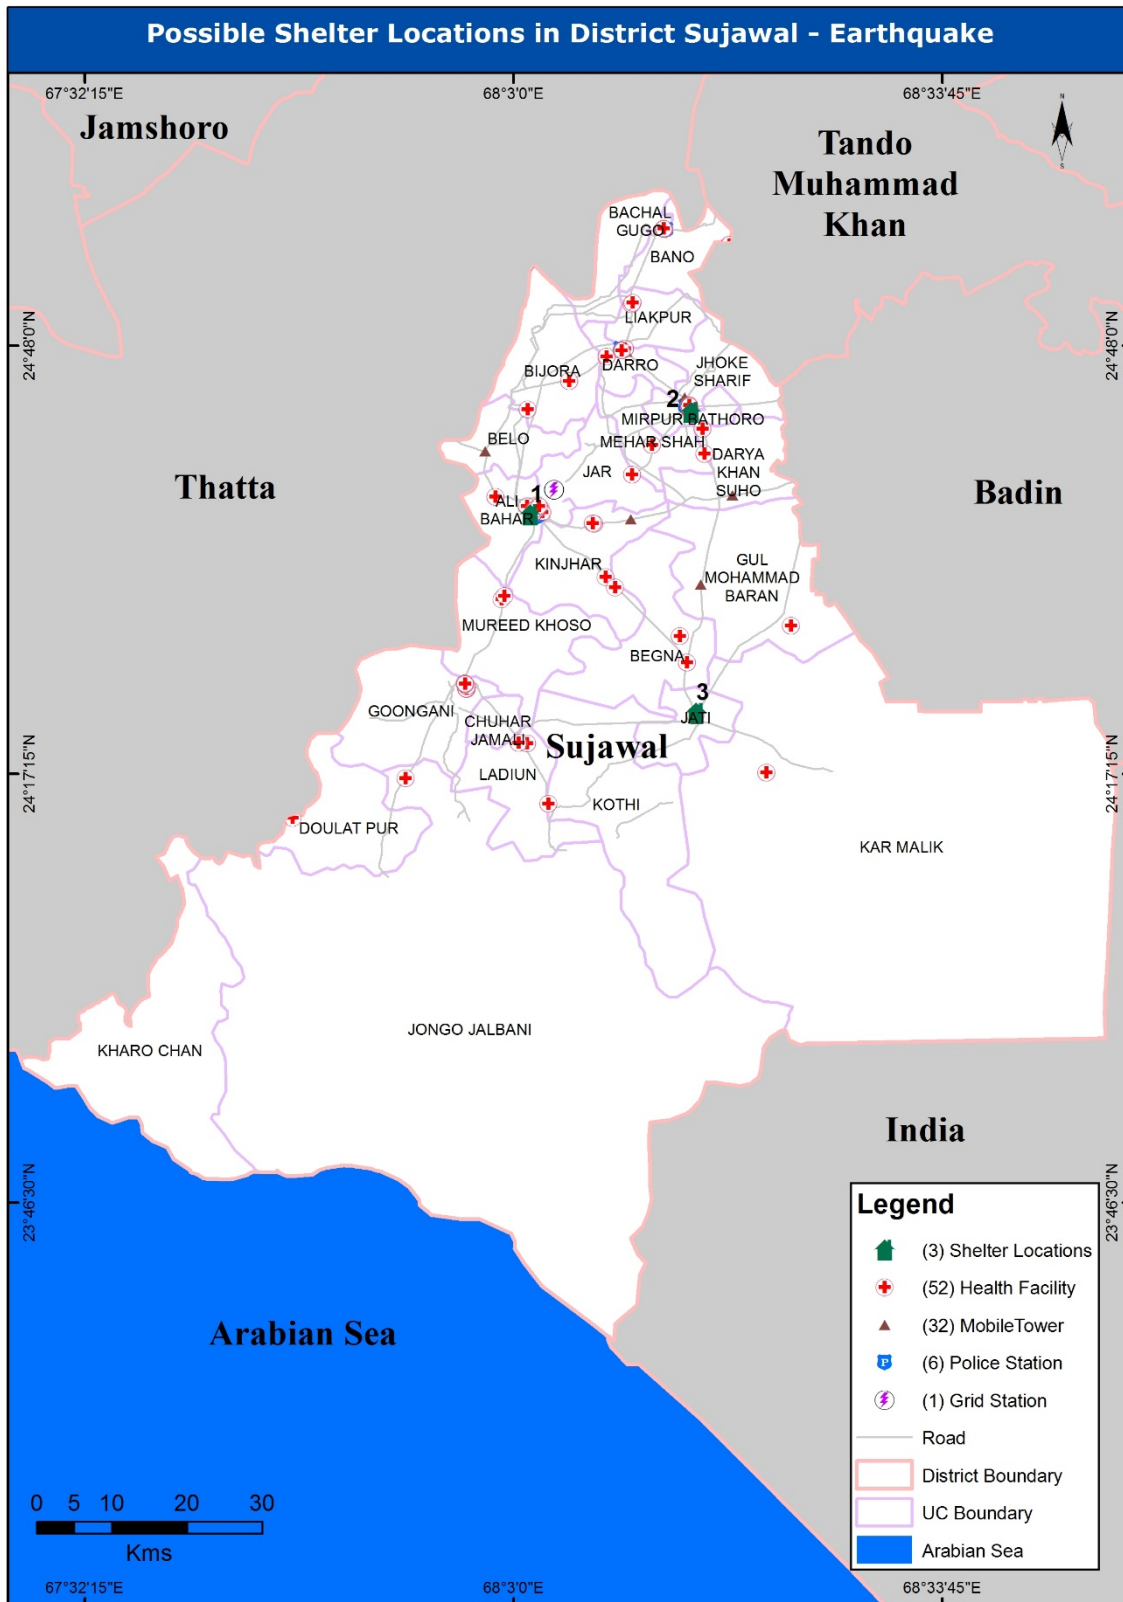 Possible Shelter Locations in District Sujawal - Earthquake
67°32'15"E
68°3'0"E
68°33'45"E
Jamshoro
Tando
Muhammad
Khan
N
S
BACHAL
GUGO
BANO
LIAKPUR
24°48'0"N
24°48'0"N
DARRO
JHOKE
SHARIF
BIJORA
2
MIRPUR BATHORO
BELO
MEHAR SHAH
DARYA
KHAN
SUHO
JAR
Thatta
Badin
1
ALI
BAHAR
KINJHAR
GUL
MOHAMMAD
BARAN
MUREED KHOSO
BEGNA
3
GOONGANI
CHUHAR
JAMALI
JATI
Sujawal
24°17'15"N
24°17'15"N
LADIUN
KOTHI
DOULAT PUR
KAR MALIK
JONGO JALBANI
KHARO CHAN
India
23°46'30"N
23°46'30"N
Legend
(3) Shelter Locations
(52) Health Facility
(32) MobileTower
P
(6) Police Station
(1) Grid Station
Road
District Boundary
UC Boundary
Arabian Sea
Arabian Sea
0 5 10 20 30
Kms
67°32'15"E
68°3'0"E
68°33'45"E